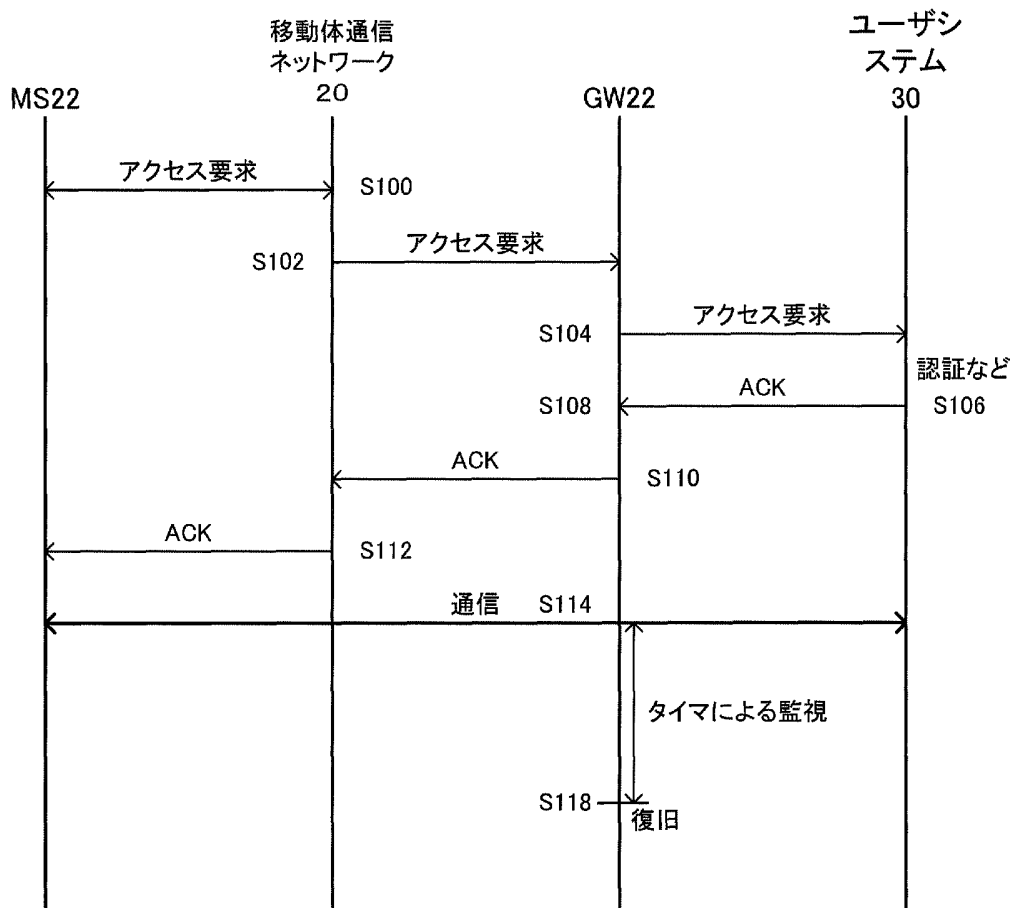 移動体通信
ネットワーク
20
ユーザシ
ステム
30
MS22
GW22
アクセス要求
S100
アクセス要求
S102
アクセス要求
S104
認証など
ACK
S108
S106
ACK
S110
ACK
S112
通信
S114
タイマによる監視
S118
復旧